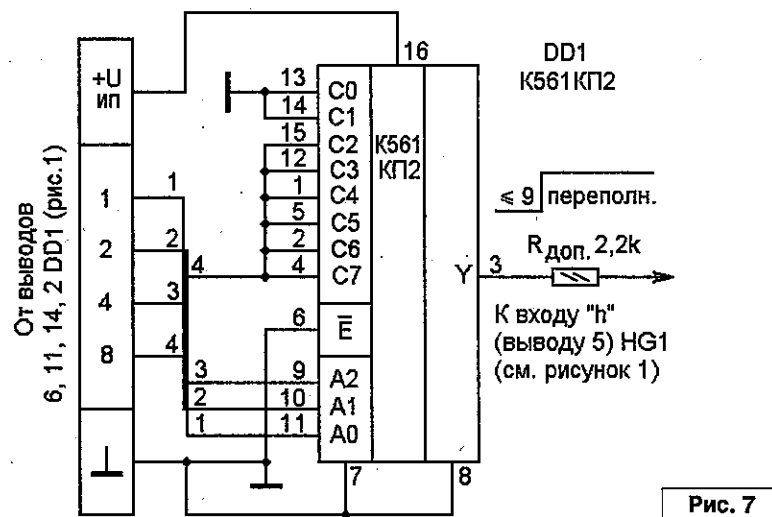 +U
ип
16
DD1
К561КП2
От выводов
6, 11, 14, 2 DD1 (рис.1)
1
2
4
8
1
2
3
4
4
3
2
1
13
14
15
12
1
5
2
4
6
9
10
11
C0
C1
C2
C3
C4
C5
C6
C7
E
A2
A1
A0
К561
КП2
Y
3
7
8
≤ 9 переполн.
Rдоп. 2,2k
К входу "h"
(выводу 5) HG1
(см. рисунок 1)
Рис. 7